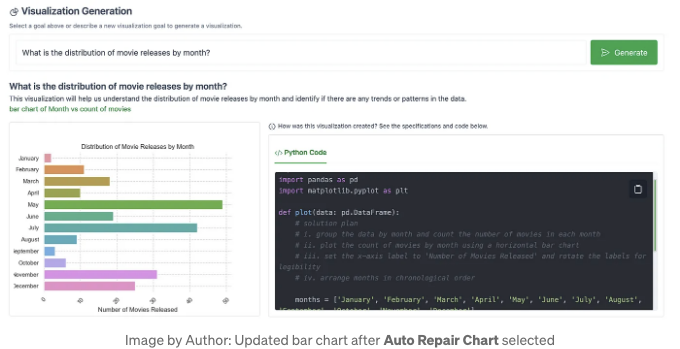 Visualization Generation
Select a goal above or describe a new visualization goal to generate a visualization.
What is the distribution of movie releases by month?
Generate
What is the distribution of movie releases by month?
This visualization will help us understand the distribution of movie releases by month and identify if there are any trends or patterns in the data.
bar chart of Month vs count of movies
How was this visualization created? See the specifications and code below.
</> Python Code
Distribution of Movie Releases by Month
January
February
March
April
May
June
July
August
eptember
October
November
December
0 10 20 30 40 50
Number of Movies Released
import pandas as pd
import matplotlib.pyplot as plt
def plot(data: pd.DataFrame):
# solution plan
# i. group the data by month and count the number of movies in each month
# ii. plot the count of movies by month using a horizontal bar chart
# iii. set the x-axis label to 'Number of Movies Released' and rotate the labels for
legibility
# iv. arrange months in chronological order
months = ['January', 'February', 'March', 'April', 'May', 'June', 'July', 'August',
'September', 'October', 'November', 'December']
Image by Author: Updated bar chart after Auto Repair Chart selected